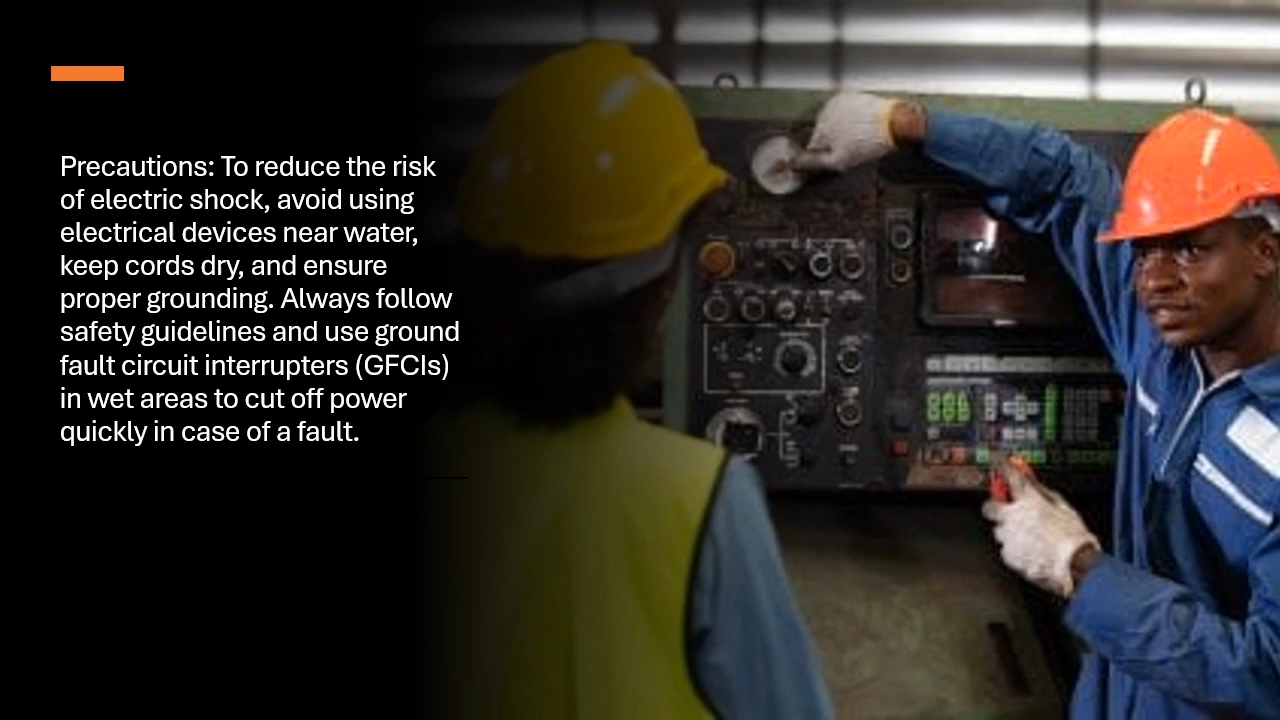 Precautions: To reduce the risk
of electric shock, avoid using
electrical devices near water,
keep cords dry, and ensure
proper grounding. Always follow
safety guidelines and use ground
fault circuit interrupters (GFCIs)
in wet areas to cut off power
quickly in case of a fault.